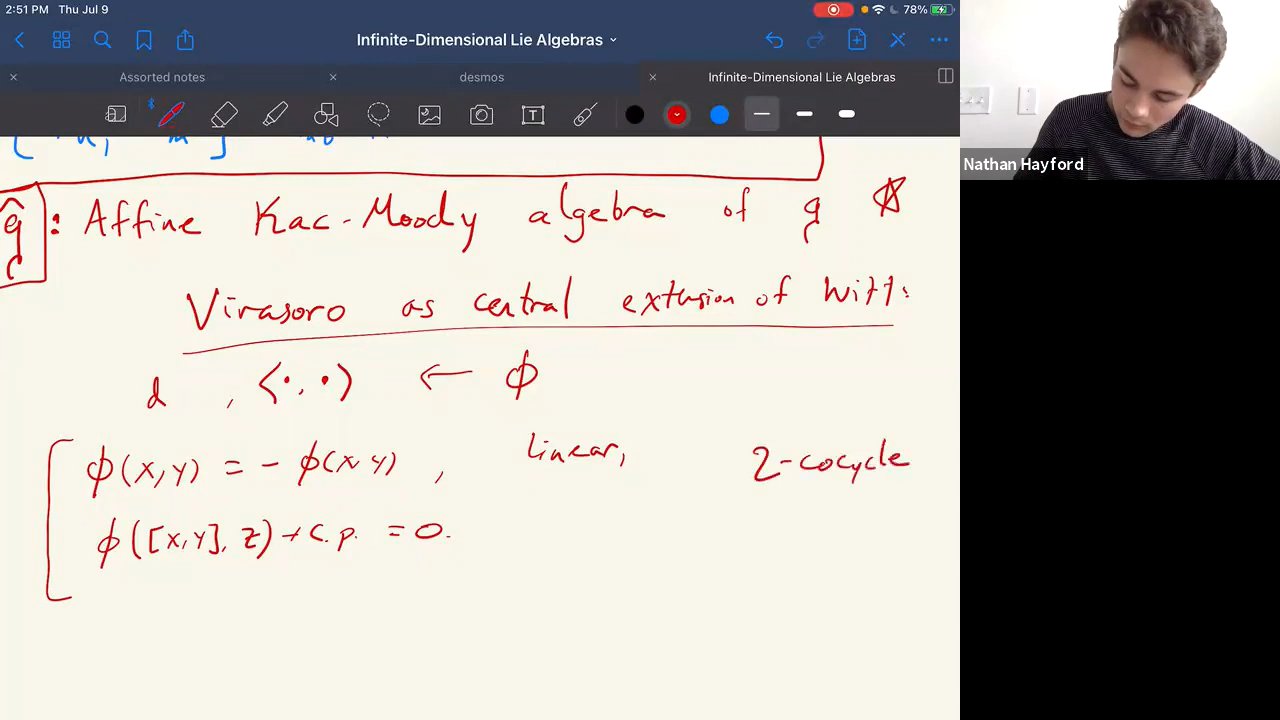 2:51 PM Thu Jul 9
78%
Infinite-Dimensional Lie Algebras
Assorted notes
desmos
Infinite-Dimensional Lie Algebras
T
Nathan Hayford
ĝ : Affine Kac-Moody algebra of g
Virasoro as central extension of Witt:
d , ⟨·,·⟩ ← ϕ
ϕ(X,Y) = - ϕ(X Y) , linear, 2-cocycle
ϕ([X,Y], Z) + c.p. = 0.